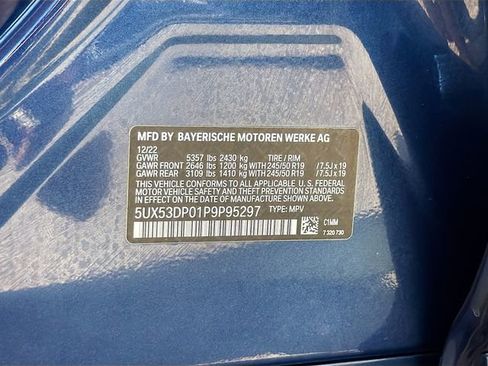 MFD BY BAYERISCHE MOTOREN WERKE AG
12/22
GVWR 5357 lbs 2430 kg TIRE / RIM
GAWR FRONT 2646 lbs 1200 kg WITH 245/50 R19 /7.5J x 19
GAWR REAR 3109 lbs 1410 kg WITH 245/50 R19 /7.5J x 19
THIS VEHICLE CONFORMS TO ALL APPLICABLE U.S. FEDERAL
MOTOR VEHICLE SAFETY AND THEFT PREVENTION
STANDARDS IN EFFECT ON THE DATE OF
MANUFACTURE SHOWN ABOVE.
5UX53DP01P9P95297 TYPE: MPV
C1MM
7 320 730